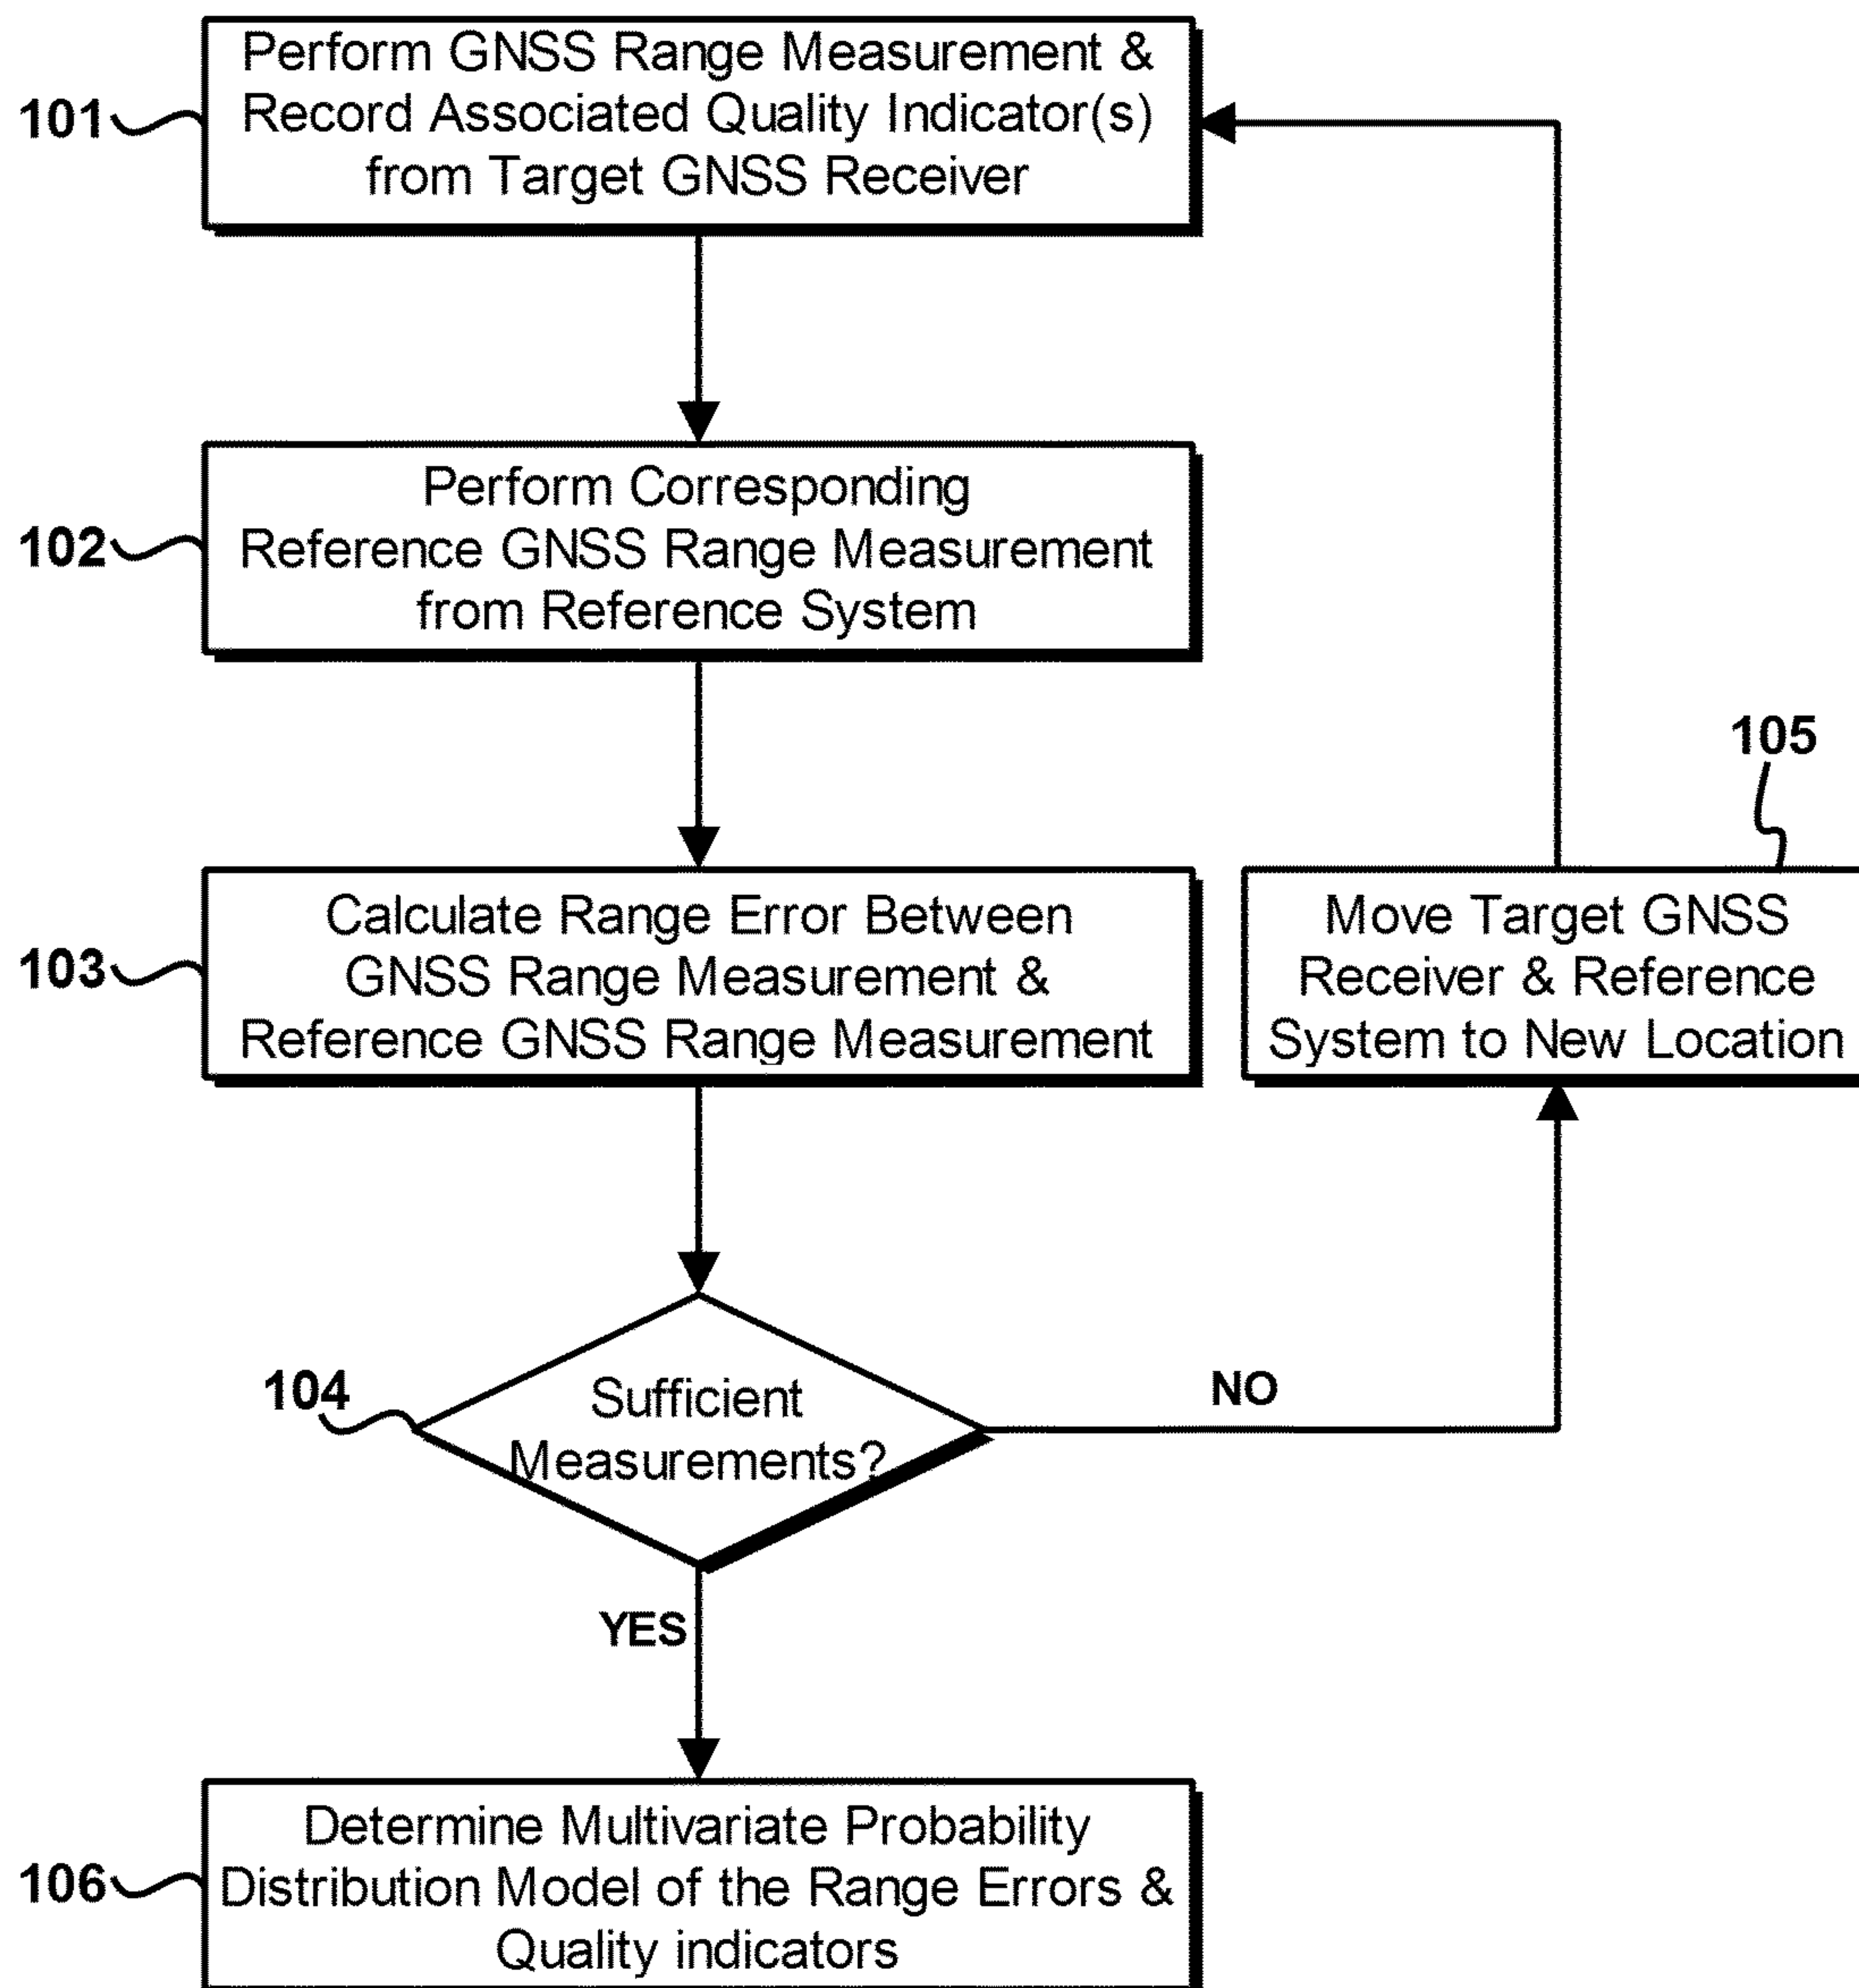 Perform GNSS Range Measurement &
Record Associated Quality Indicator(s)
from Target GNSS Receiver
101
Perform Corresponding
Reference GNSS Range Measurement
from Reference System
102
105
Calculate Range Error Between
GNSS Range Measurement &
Reference GNSS Range Measurement
103
Move Target GNSS
Receiver & Reference
System to New Location
104
Sufficient
Measurements?
NO
YES
Determine Multivariate Probability
Distribution Model of the Range Errors &
Quality indicators
106